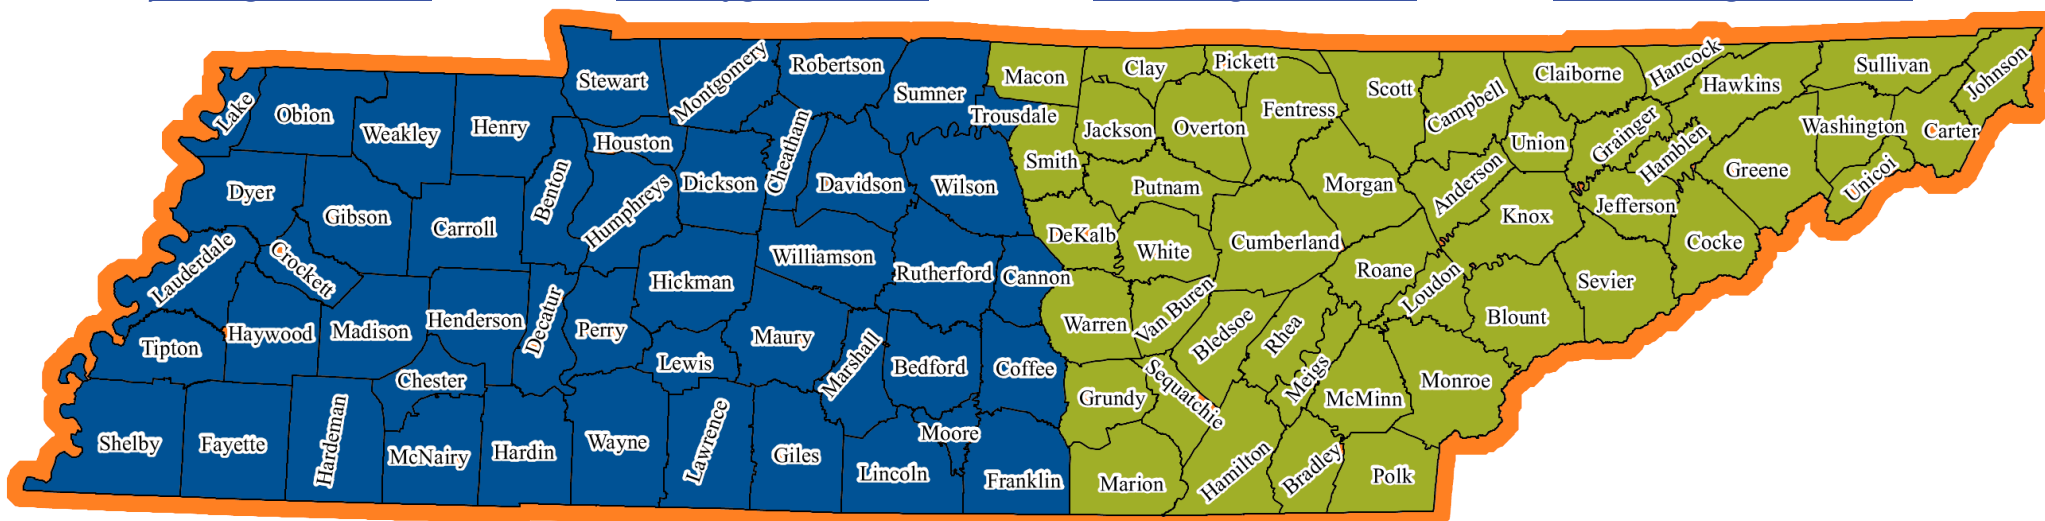 Stewart
Montgomery
Robertson
Sumner
Macon
Clay
Pickett
Scott
Campbell
Claiborne
Hancock
Hawkins
Sullivan
Johnson
Lake
Obion
Weakley
Henry
Houston
Cheatham
Trousdale
Jackson
Overton
Fentress
Union
Grainger
Hamblen
Washington
Carter
Dyer
Gibson
Carroll
Benton
Humphreys
Dickson
Davidson
Wilson
Smith
Putnam
Morgan
Anderson
Knox
Jefferson
Greene
Unicoi
Lauderdale
Crockett
Hickman
Williamson
Rutherford
Cannon
DeKalb
White
Cumberland
Roane
Loudon
Sevier
Cocke
Tipton
Haywood
Madison
Henderson
Decatur
Perry
Lewis
Maury
Marshall
Bedford
Coffee
Warren
Van Buren
Bledsoe
Rhea
Meigs
McMinn
Monroe
Blount
Chester
Grundy
Sequatchie
Shelby
Fayette
Hardeman
McNairy
Hardin
Wayne
Lawrence
Giles
Lincoln
Moore
Franklin
Marion
Hamilton
Bradley
Polk